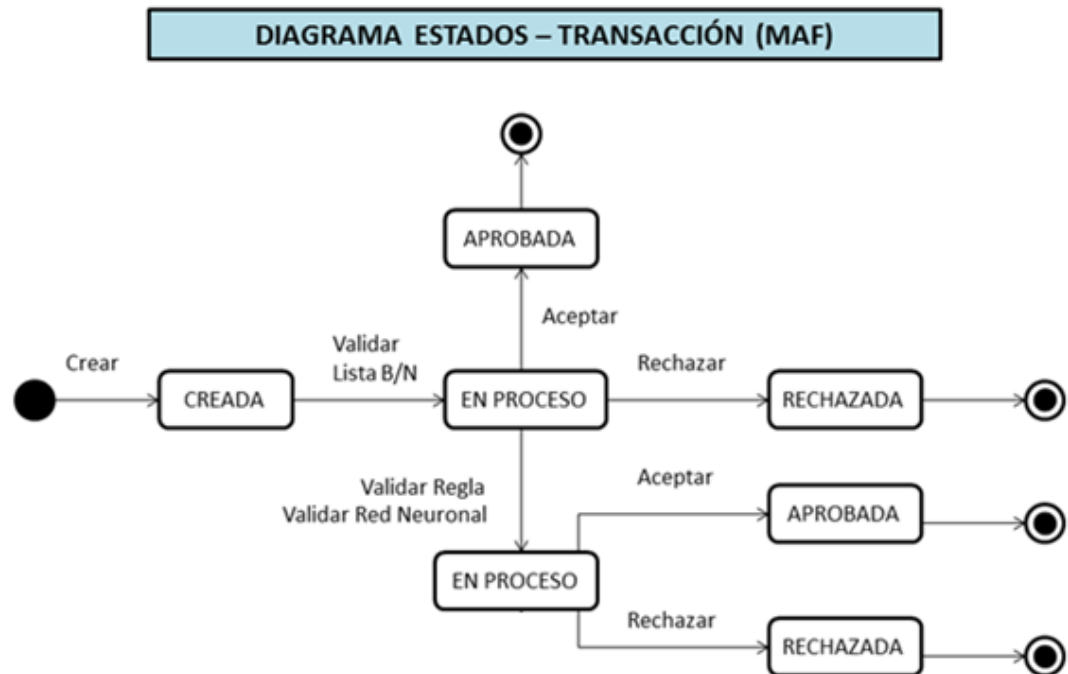 DIAGRAMA ESTADOS – TRANSACCIÓN (MAF)
APROBADA
Aceptar
Crear
Validar
Lista B/N
Rechazar
CREADA
EN PROCESO
RECHAZADA
Validar Regla
Validar Red Neuronal
Aceptar
APROBADA
EN PROCESO
Rechazar
RECHAZADA